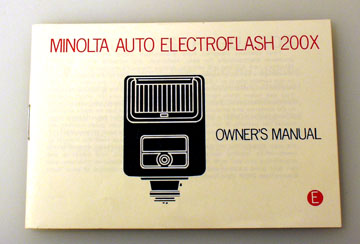 MINOLTA AUTO ELECTROFLASH 200X
OWNER'S MANUAL
E